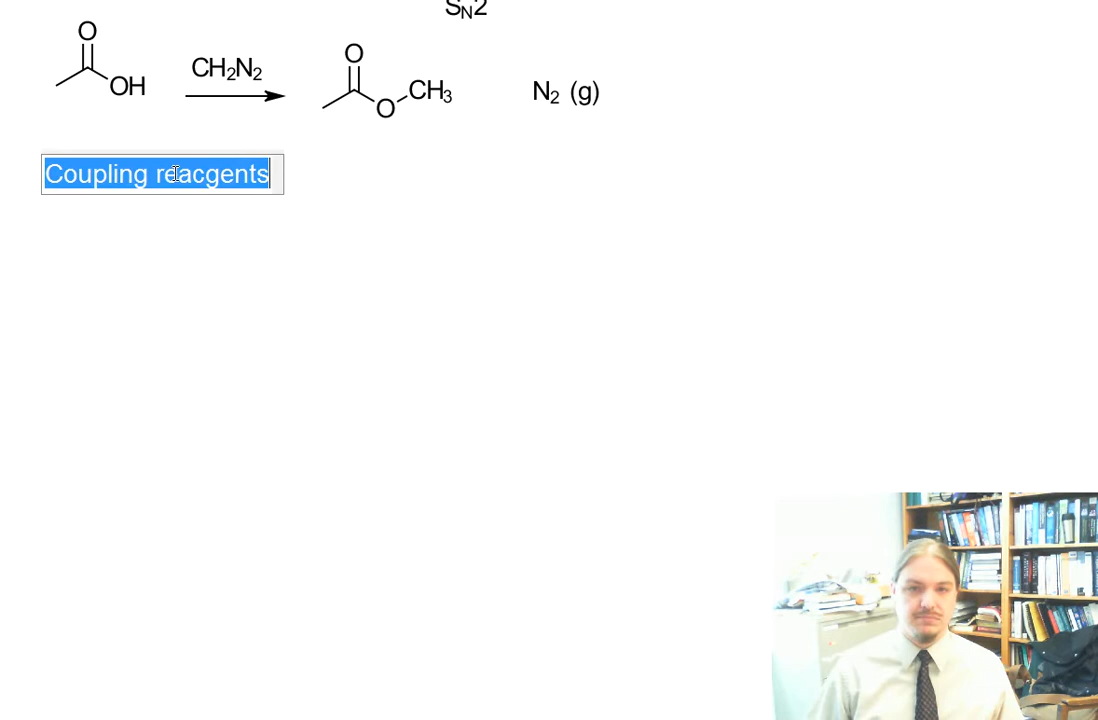 SN2
O
OH
CH2N2
O
O
CH3
N2 (g)
Coupling reacgents